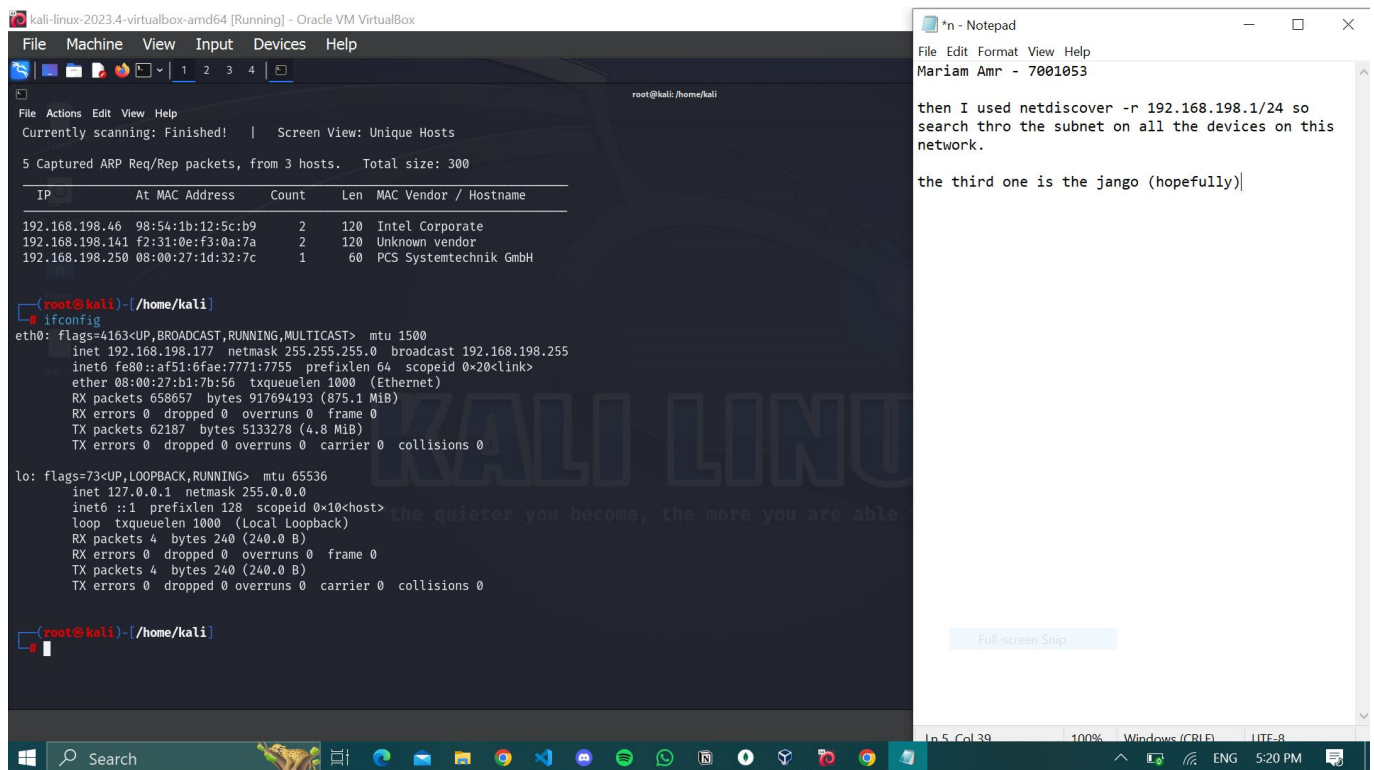 kali-linux-2023.4-virtualbox-amd64 [Running] - Oracle VM VirtualBox
File Machine View Input Devices Help
1 2 3 4
root@kali: /home/kali
File Actions Edit View Help
Currently scanning: Finished! | Screen View: Unique Hosts
5 Captured ARP Req/Rep packets, from 3 hosts. Total size: 300
IP At MAC Address Count Len MAC Vendor / Hostname
192.168.198.46 98:54:1b:12:5c:b9 2 120 Intel Corporate
192.168.198.141 f2:31:0e:f3:0a:7a 2 120 Unknown vendor
192.168.198.250 08:00:27:1d:32:7c 1 60 PCS Systemtechnik GmbH
(root㉿kali)-[/home/kali]
# ifconfig
eth0: flags=4163<UP,BROADCAST,RUNNING,MULTICAST> mtu 1500
inet 192.168.198.177 netmask 255.255.255.0 broadcast 192.168.198.255
inet6 fe80::af51:6fae:7771:7755 prefixlen 64 scopeid 0×20<link>
ether 08:00:27:b1:7b:56 txqueuelen 1000 (Ethernet)
RX packets 658657 bytes 917694193 (875.1 MiB)
RX errors 0 dropped 0 overruns 0 frame 0
TX packets 62187 bytes 5133278 (4.8 MiB)
TX errors 0 dropped 0 overruns 0 carrier 0 collisions 0
lo: flags=73<UP,LOOPBACK,RUNNING> mtu 65536
inet 127.0.0.1 netmask 255.0.0.0
inet6 ::1 prefixlen 128 scopeid 0×10<host>
loop txqueuelen 1000 (Local Loopback)
RX packets 4 bytes 240 (240.0 B)
RX errors 0 dropped 0 overruns 0 frame 0
TX packets 4 bytes 240 (240.0 B)
TX errors 0 dropped 0 overruns 0 carrier 0 collisions 0
(root㉿kali)-[/home/kali]
#
KALI LINU
the quieter you become, the more you are able
*n - Notepad
File Edit Format View Help
Mariam Amr - 7001053
then I used netdiscover -r 192.168.198.1/24 so
search thro the subnet on all the devices on this
network.
the third one is the jango (hopefully)
Full-screen Snip
Ln 5, Col 39 100% Windows (CRLF) UTF-8
Search
ENG 5:20 PM